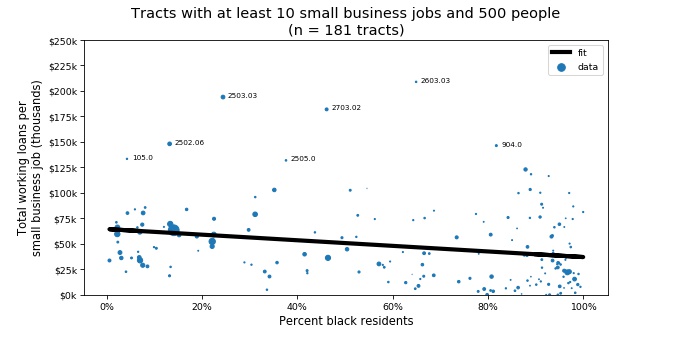 Tracts with at least 10 small business jobs and 500 people
(n = 181 tracts)
Total working loans per
small business job (thousands)
$250k
$225k
$200k
$175k
$150k
$125k
$100k
$75k
$50k
$25k
$0k
fit
data
2603.03
2503.03
2703.02
2502.06
904.0
105.0
2505.0
0%
20%
40%
60%
80%
100%
Percent black residents